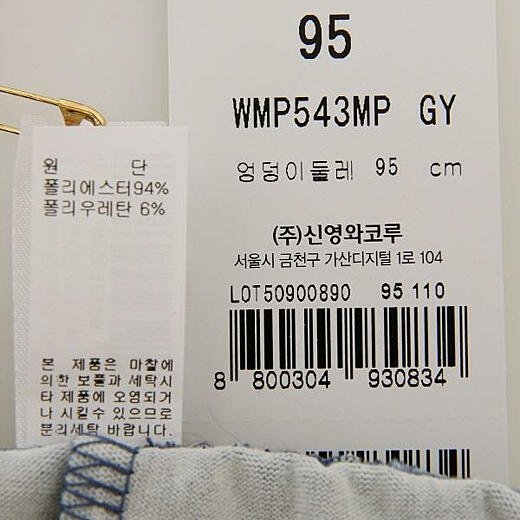 95
WMP543MP GY
엉덩이둘레 95 cm
(주)신영와코루
서울시 금천구 가산디지털 1로 104
LOT50900890 95 110
8 800304 930834
원 단
폴리에스터94%
폴리우레탄 6%
본 제품은 마찰에
의한 보풀과 세탁시
타 제품에 오염되거
나 시킬수 있으므로
분리세탁 바랍니다.